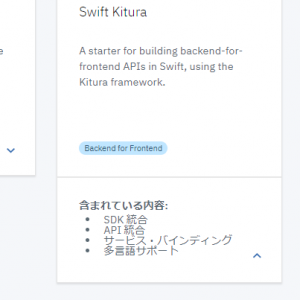 Swift Kitura
A starter for building backend-for-
frontend APIs in Swift, using the
Kitura framework.
Backend for Frontend
含まれている内容:
• SDK 統合
• API 統合
• サービス・バインディング
• 多言語サポート